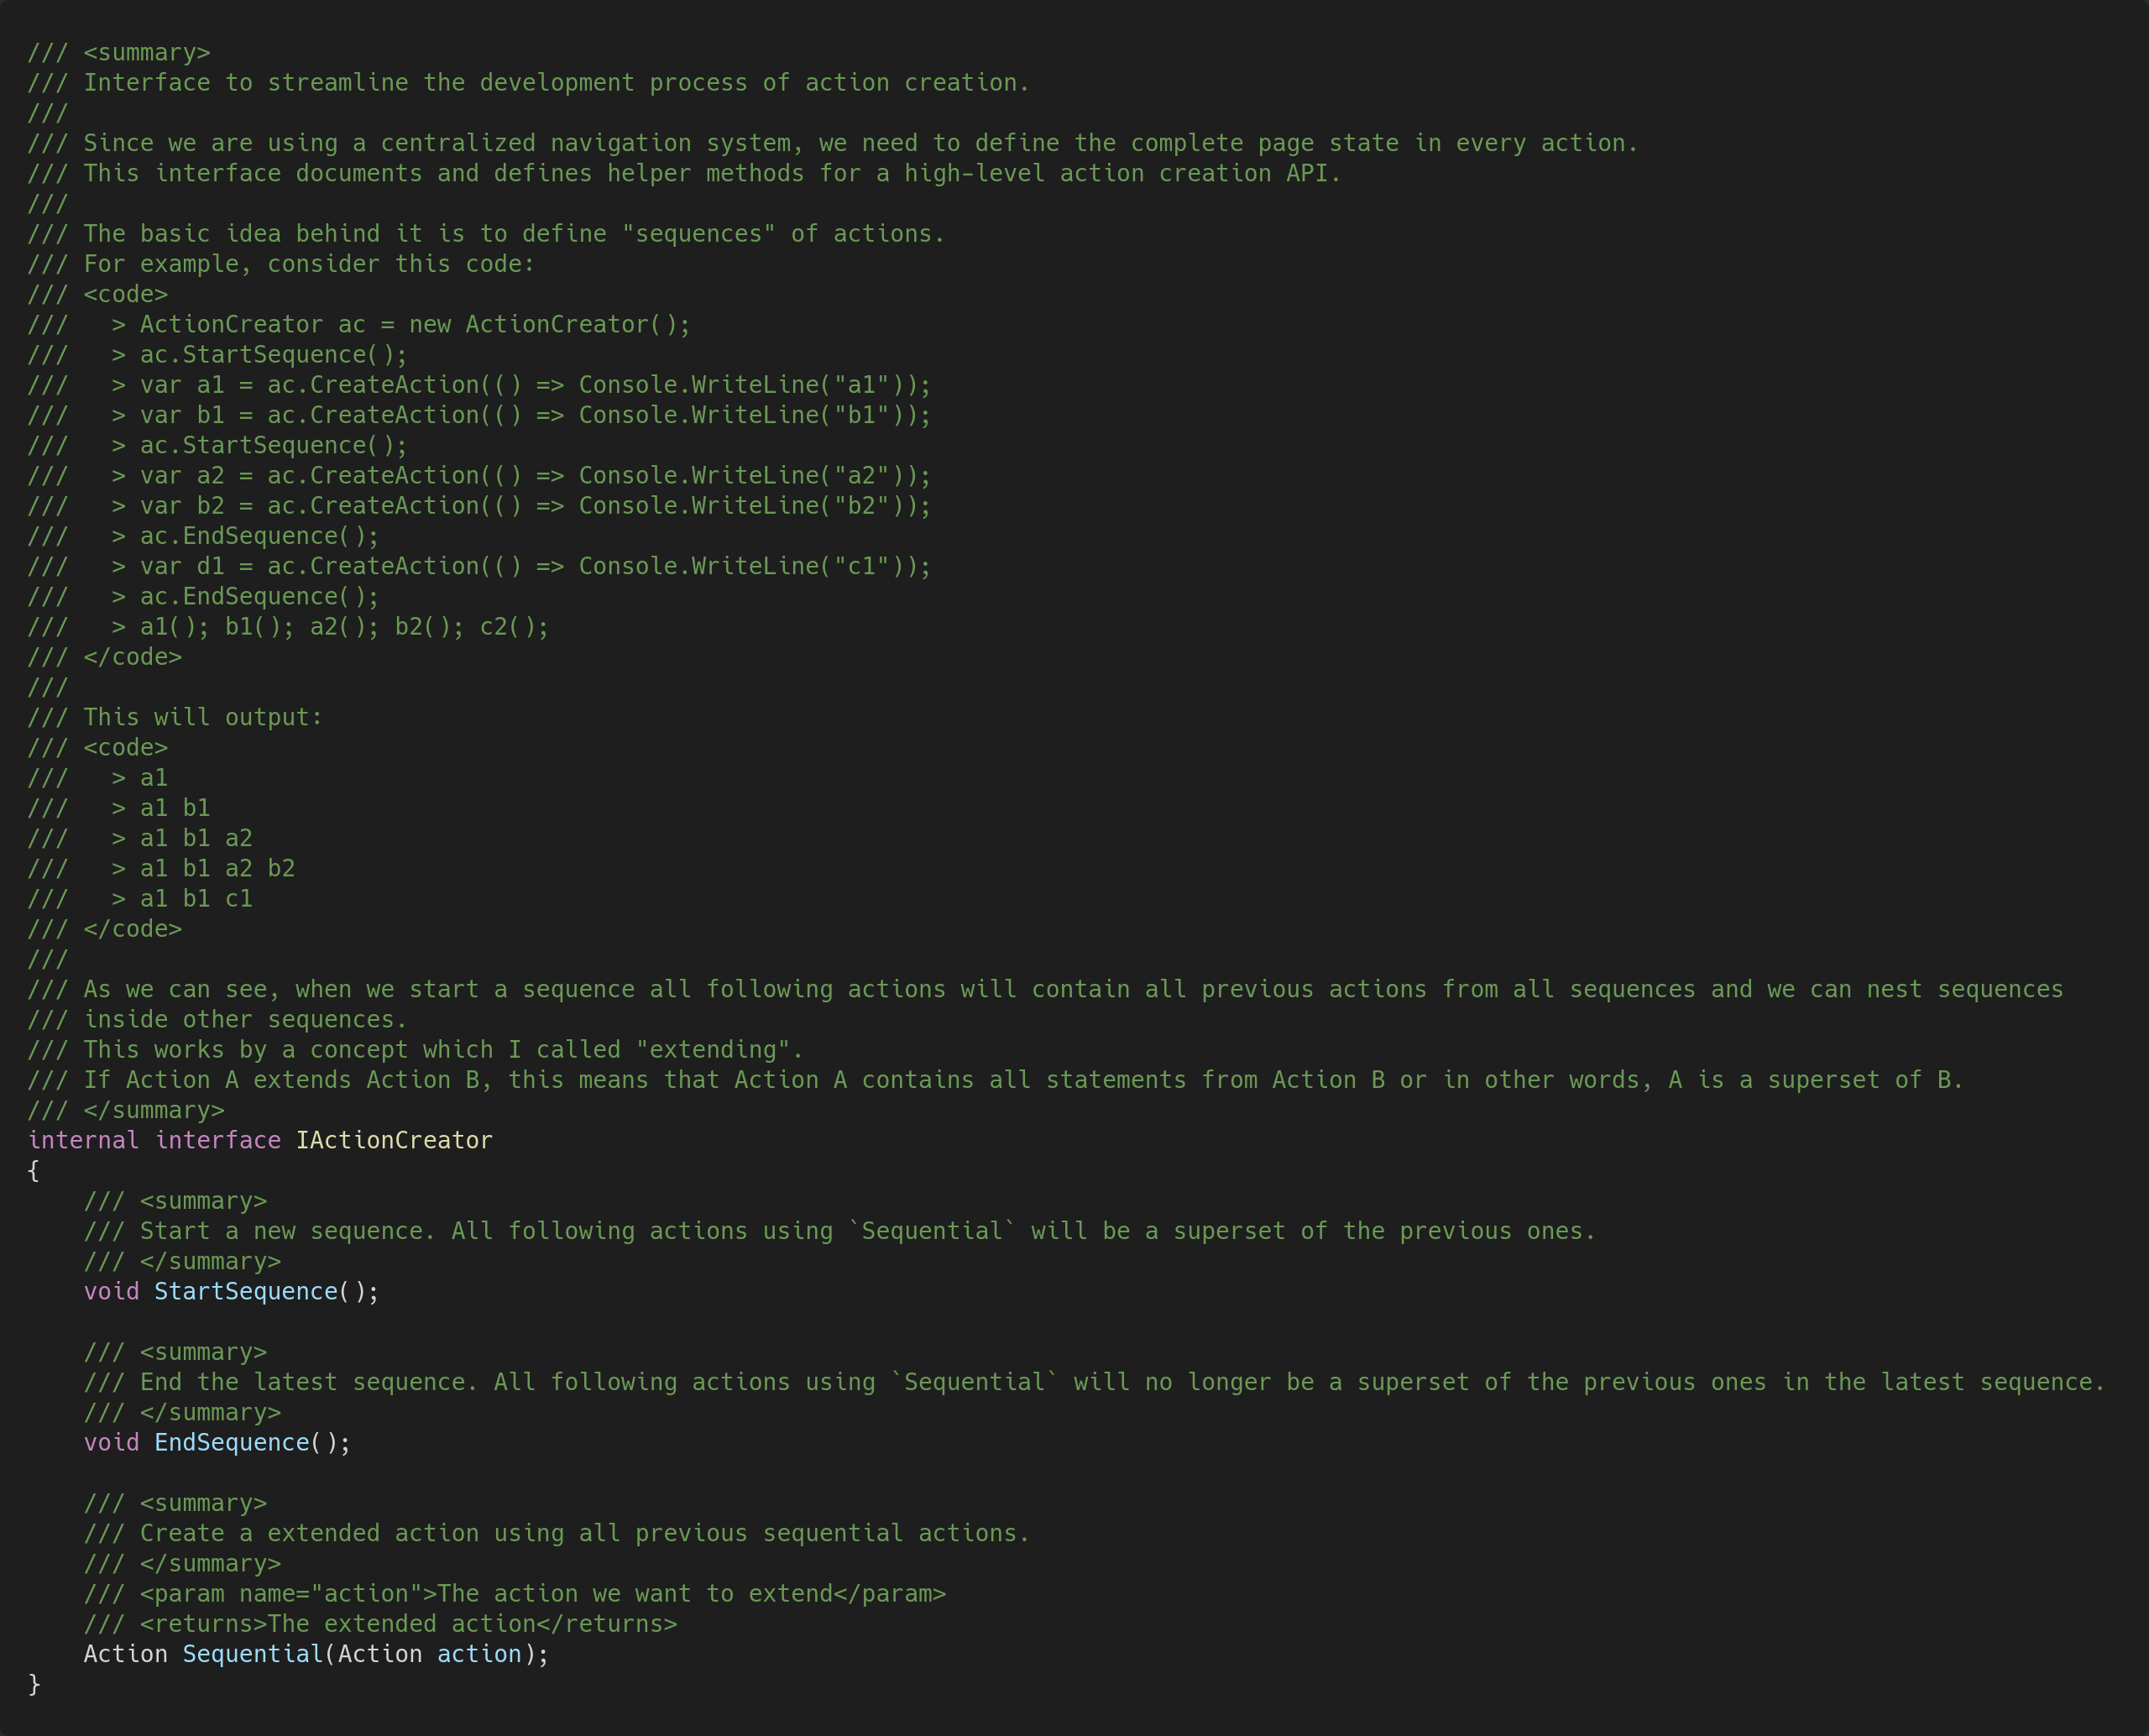 /// <summary>
/// Interface to streamline the development process of action creation.
///
/// Since we are using a centralized navigation system, we need to define the complete page state in every action.
/// This interface documents and defines helper methods for a high-level action creation API.
///
/// The basic idea behind it is to define "sequences" of actions.
/// For example, consider this code:
/// <code>
///   > ActionCreator ac = new ActionCreator();
///   > ac.StartSequence();
///   > var a1 = ac.CreateAction(() => Console.WriteLine("a1"));
///   > var b1 = ac.CreateAction(() => Console.WriteLine("b1"));
///   > ac.StartSequence();
///   > var a2 = ac.CreateAction(() => Console.WriteLine("a2"));
///   > var b2 = ac.CreateAction(() => Console.WriteLine("b2"));
///   > ac.EndSequence();
///   > var d1 = ac.CreateAction(() => Console.WriteLine("c1"));
///   > ac.EndSequence();
///   > a1(); b1(); a2(); b2(); c2();
/// </code>
///
/// This will output:
/// <code>
///   > a1
///   > a1 b1
///   > a1 b1 a2
///   > a1 b1 a2 b2
///   > a1 b1 c1
/// </code>
///
/// As we can see, when we start a sequence all following actions will contain all previous actions from all sequences and we can nest sequences
/// inside other sequences.
/// This works by a concept which I called "extending".
/// If Action A extends Action B, this means that Action A contains all statements from Action B or in other words, A is a superset of B.
/// </summary>
internal interface IActionCreator
{
    /// <summary>
    /// Start a new sequence. All following actions using `Sequential` will be a superset of the previous ones.
    /// </summary>
    void StartSequence();

    /// <summary>
    /// End the latest sequence. All following actions using `Sequential` will no longer be a superset of the previous ones in the latest sequence.
    /// </summary>
    void EndSequence();

    /// <summary>
    /// Create a extended action using all previous sequential actions.
    /// </summary>
    /// <param name="action">The action we want to extend</param>
    /// <returns>The extended action</returns>
    Action Sequential(Action action);
}